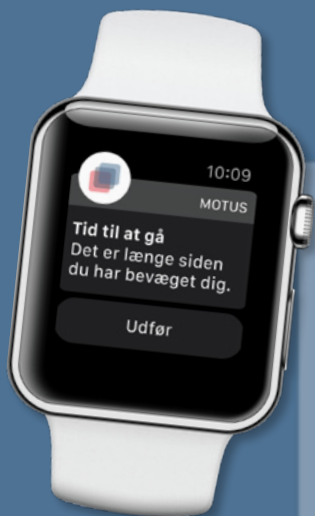 10:09
MOTUS
Tid til at gå
Det er længe siden
du har bevæget dig.
Udfør